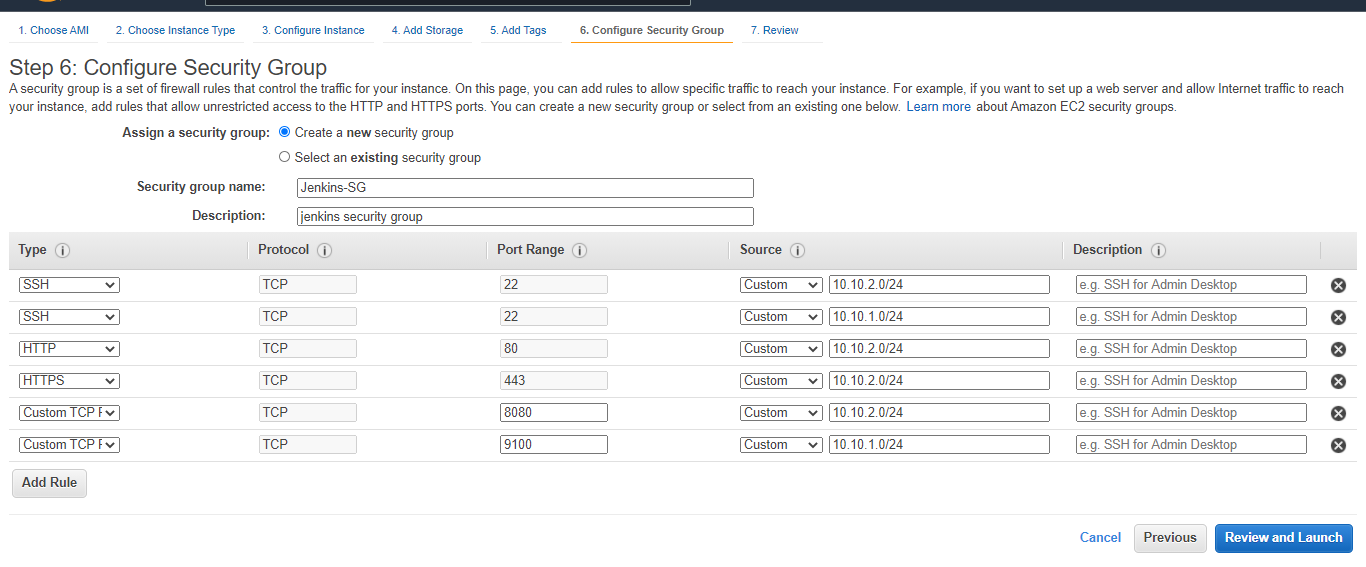 1. Choose AMI 2. Choose Instance Type 3. Configure Instance 4. Add Storage 5. Add Tags 6. Configure Security Group 7. Review
Step 6: Configure Security Group
A security group is a set of firewall rules that control the traffic for your instance. On this page, you can add rules to allow specific traffic to reach your instance. For example, if you want to set up a web server and allow Internet traffic to reach
your instance, add rules that allow unrestricted access to the HTTP and HTTPS ports. You can create a new security group or select from an existing one below. Learn more about Amazon EC2 security groups.
Assign a security group: Create a new security group
Select an existing security group
Security group name: Jenkins-SG
Description: jenkins security group
Type i Protocol i Port Range i Source i Description i
SSH TCP 22 Custom 10.10.2.0/24 e.g. SSH for Admin Desktop
SSH TCP 22 Custom 10.10.1.0/24 e.g. SSH for Admin Desktop
HTTP TCP 80 Custom 10.10.2.0/24 e.g. SSH for Admin Desktop
HTTPS TCP 443 Custom 10.10.2.0/24 e.g. SSH for Admin Desktop
Custom TCP TCP 8080 Custom 10.10.2.0/24 e.g. SSH for Admin Desktop
Custom TCP TCP 9100 Custom 10.10.1.0/24 e.g. SSH for Admin Desktop
Add Rule
Cancel Previous Review and Launch